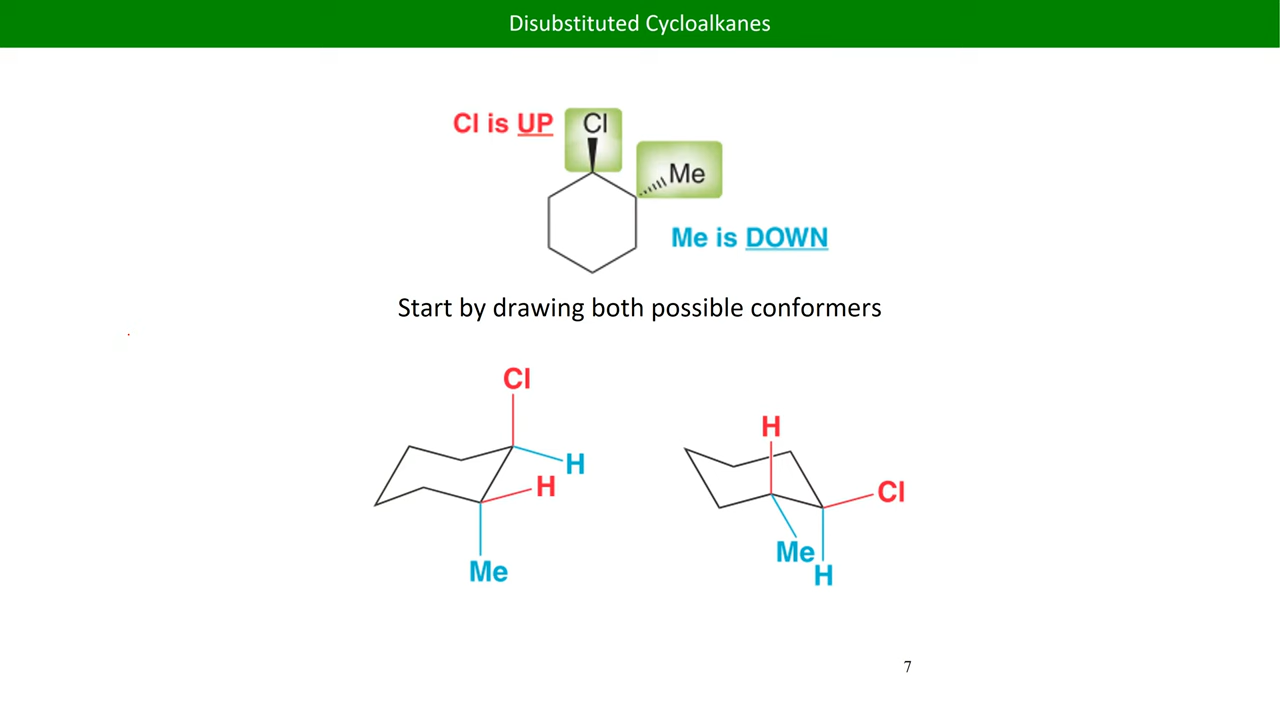 Disubstituted Cycloalkanes
Cl is UP
Cl
Me
Me is DOWN
Start by drawing both possible conformers
Cl
H
H
Me
H
Cl
Me
H
7